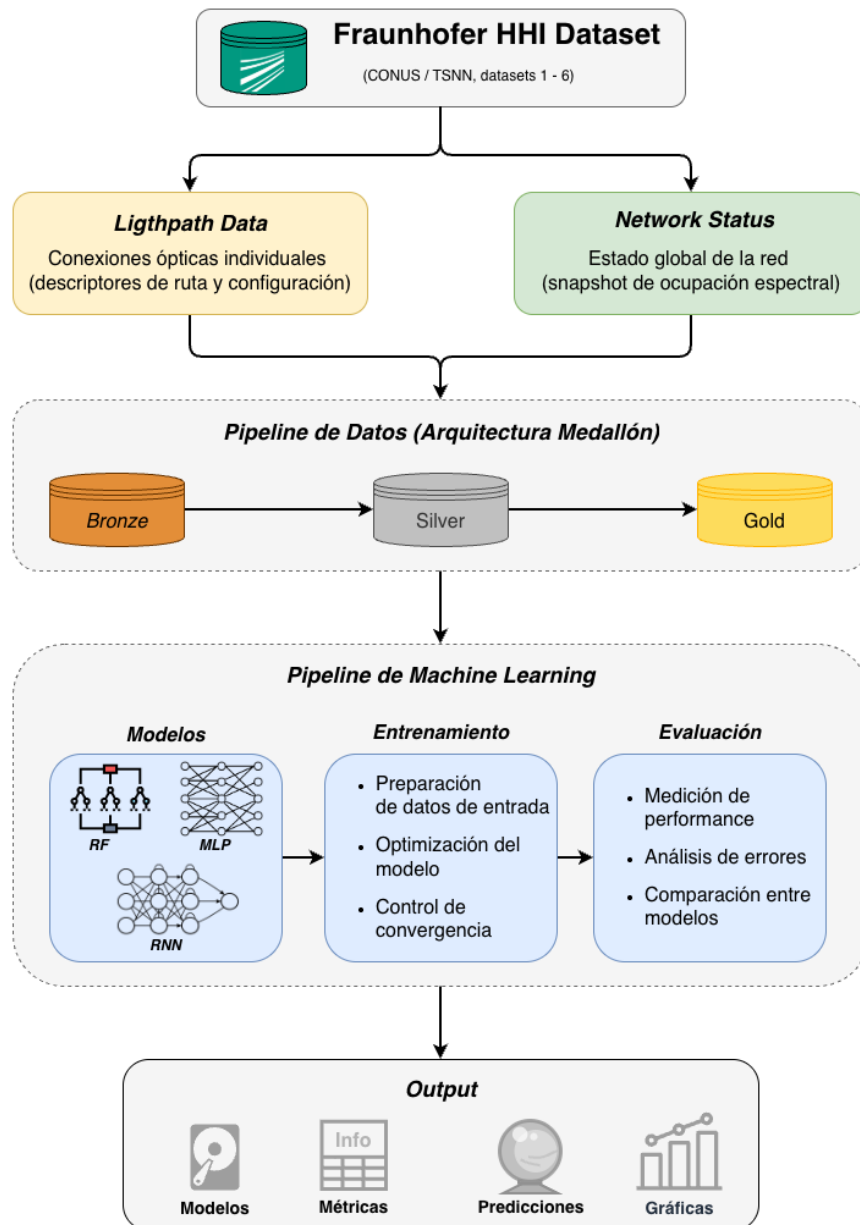 Fraunhofer HHI Dataset
(CONUS / TSNN, datasets 1 - 6)
Ligthpath Data
Conexiones ópticas individuales
(descriptores de ruta y configuración)
Network Status
Estado global de la red
(snapshot de ocupación espectral)
Pipeline de Datos (Arquitectura Medallón)
Bronze
Silver
Gold
Pipeline de Machine Learning
Modelos
RF
MLP
RNN
Entrenamiento
• Preparación
de datos de entrada
• Optimización del
modelo
• Control de
convergencia
Evaluación
• Medición de
performance
• Análisis de errores
• Comparación entre
modelos
Output
Info
Modelos
Métricas
Predicciones
Gráficas